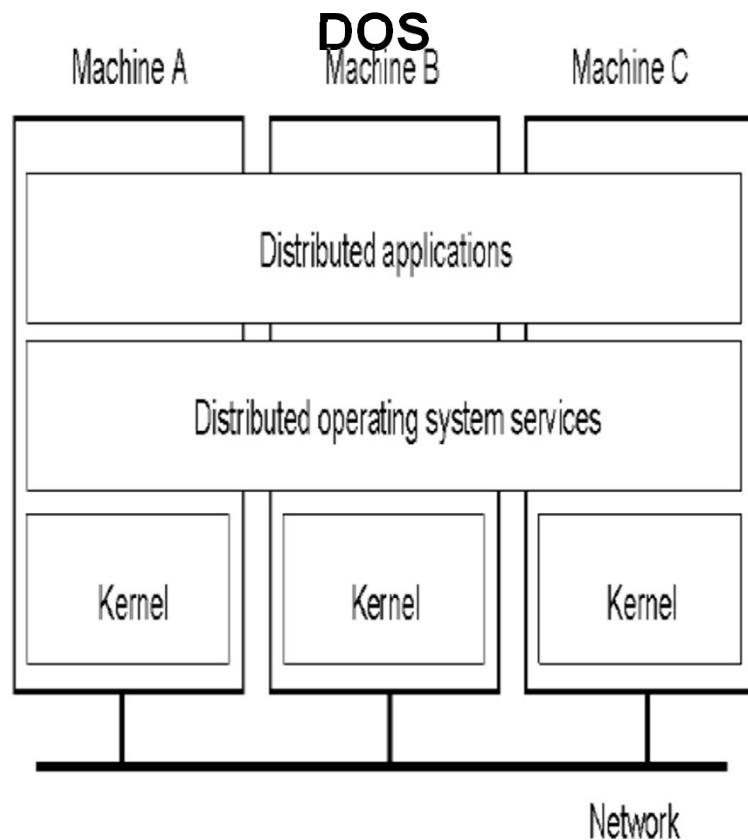 DOS
Machine A Machine B Machine C
Distributed applications
Distributed operating system services
Kernel Kernel Kernel
Network